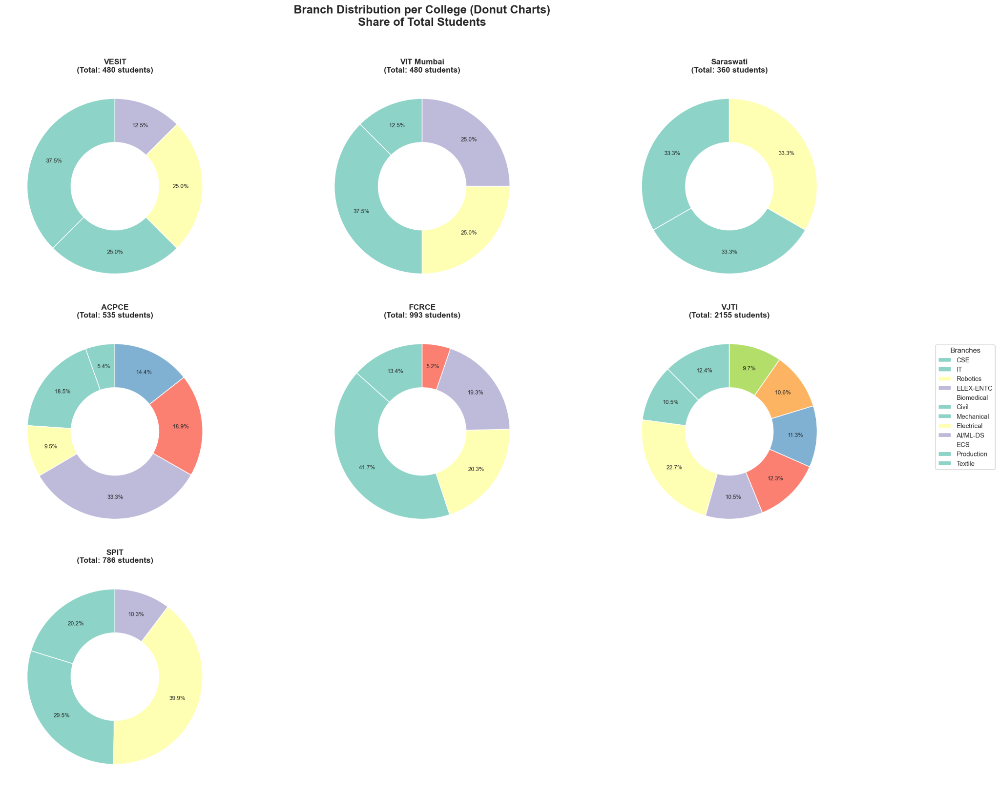 Branch Distribution per College (Donut Charts)
Share of Total Students
VESIT
(Total: 480 students)
12.5%
37.5%
25.0%
25.0%
VIT Mumbai
(Total: 480 students)
12.5%
25.0%
37.5%
25.0%
Saraswati
(Total: 360 students)
33.3%
33.3%
33.3%
ACPCE
(Total: 535 students)
5.4%
14.4%
18.5%
18.9%
9.5%
33.3%
FCRCE
(Total: 993 students)
5.2%
13.4%
19.3%
41.7%
20.3%
VJTI
(Total: 2155 students)
9.7%
12.4%
10.6%
10.5%
11.3%
22.7%
12.3%
10.5%
Branches
CSE
IT
Robotics
ELEX-ENTC
Biomedical
Civil
Mechanical
Electrical
AI/ML-DS
ECS
Production
Textile
SPIT
(Total: 786 students)
10.3%
20.2%
39.9%
29.5%